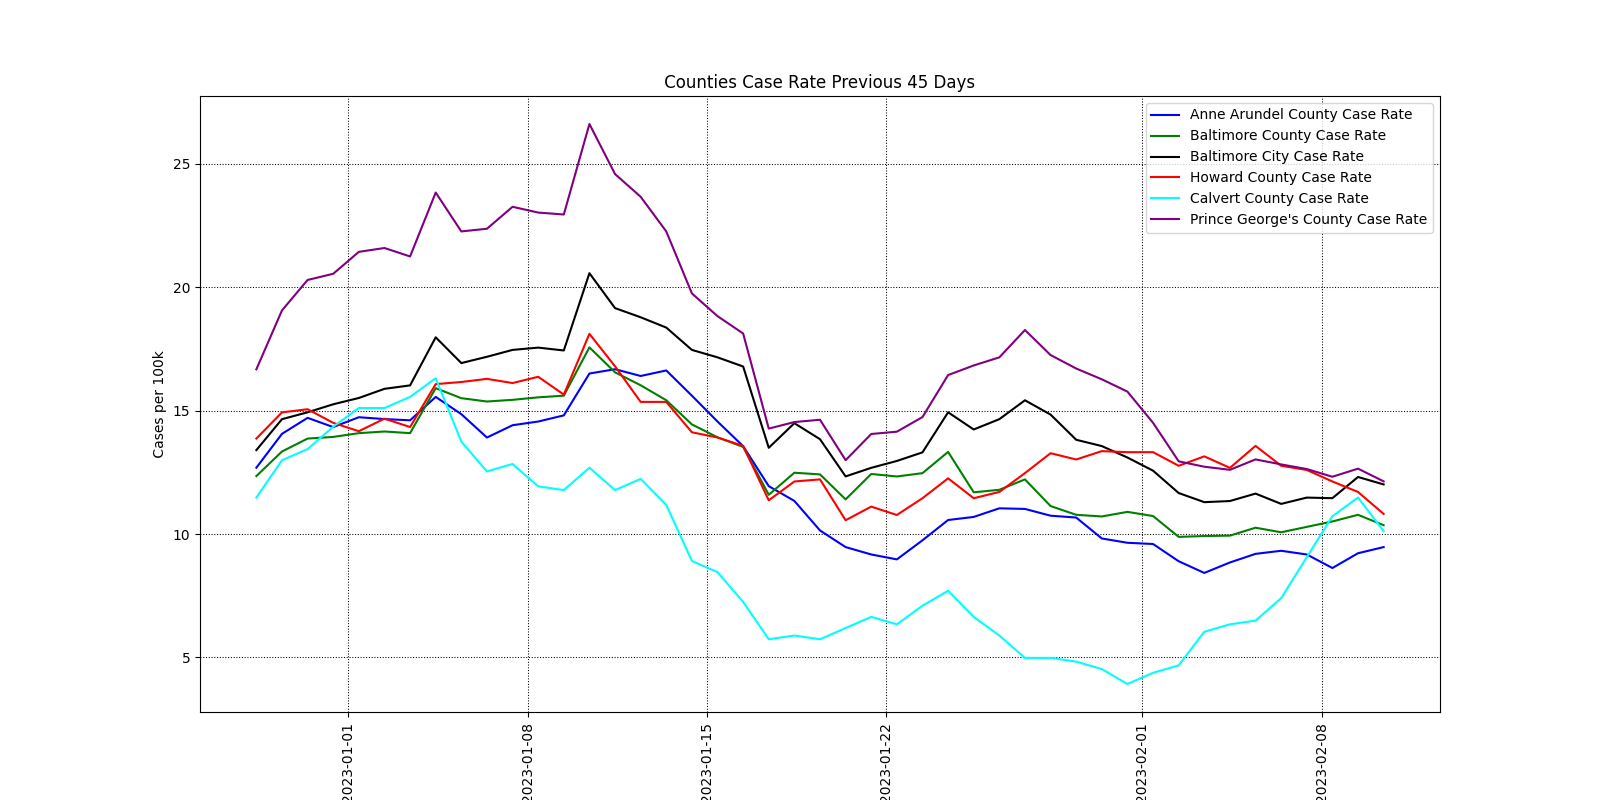 Counties Case Rate Previous 45 Days
Anne Arundel County Case Rate
Baltimore County Case Rate
Baltimore City Case Rate
Howard County Case Rate
Calvert County Case Rate
Prince George's County Case Rate
Cases per 100k
25
20
15
10
5
2023-01-01
2023-01-08
2023-01-15
2023-01-22
2023-02-01
2023-02-08